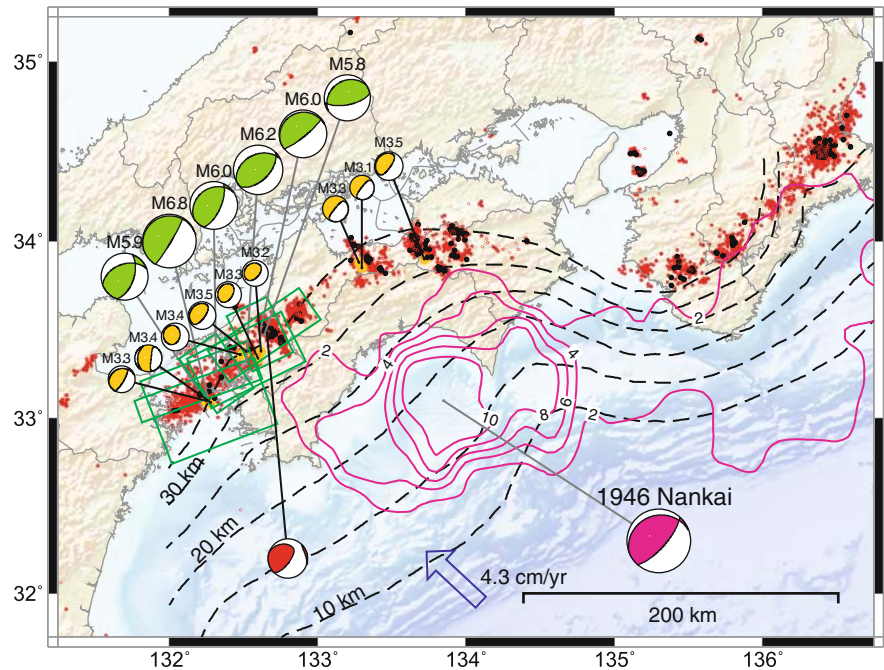 35°
34°
33°
32°
132°
133°
134°
135°
136°
M5.8
M6.0
M6.2
M6.0
M6.8
M5.9
M3.5
M3.1
M3.3
M3.2
M3.3
M3.5
M3.4
M3.4
M3.3
2
4
10
8
6
4
2
2
30 km
20 km
10 km
1946 Nankai
4.3 cm/yr
200 km